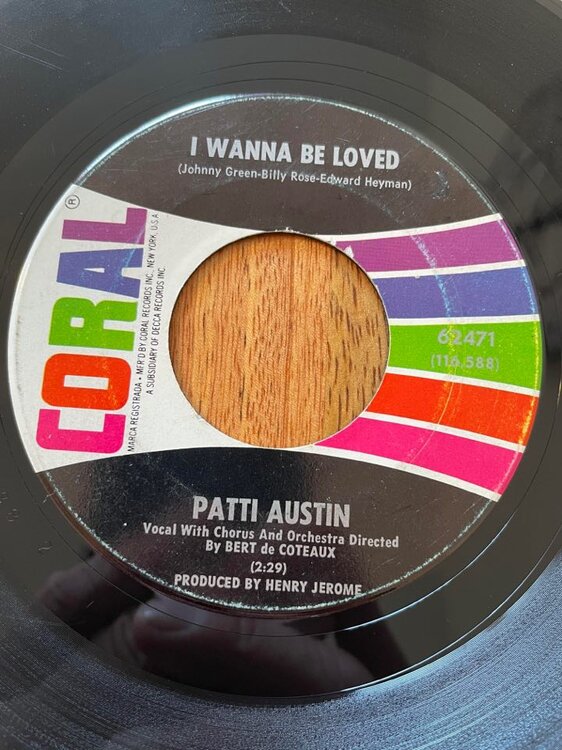 I WANNA BE LOVED
(Johnny Green-Billy Rose-Edward Heyman)
CORAL
®
MARCA REGISTRADA • MFR'D BY CORAL RECORDS INC., NEW YORK, U.S.A.
A SUBSIDIARY OF DECCA RECORDS INC.
62471
(116,588)
PATTI AUSTIN
Vocal With Chorus And Orchestra Directed
By BERT de COTEAUX
(2:29)
PRODUCED BY HENRY JEROME